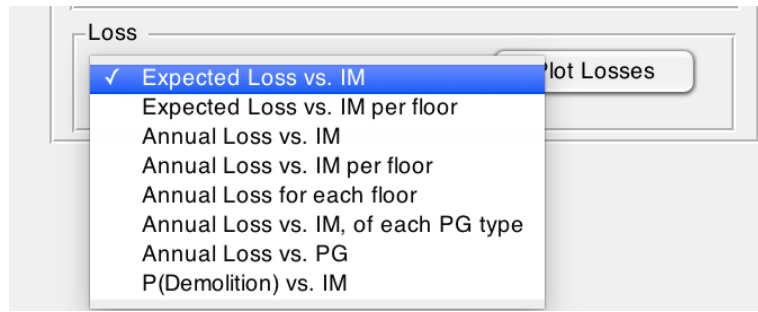 Loss
✓ Expected Loss vs. IM
lot Losses
Expected Loss vs. IM per floor
Annual Loss vs. IM
Annual Loss vs. IM per floor
Annual Loss for each floor
Annual Loss vs. IM, of each PG type
Annual Loss vs. PG
P(Demolition) vs. IM